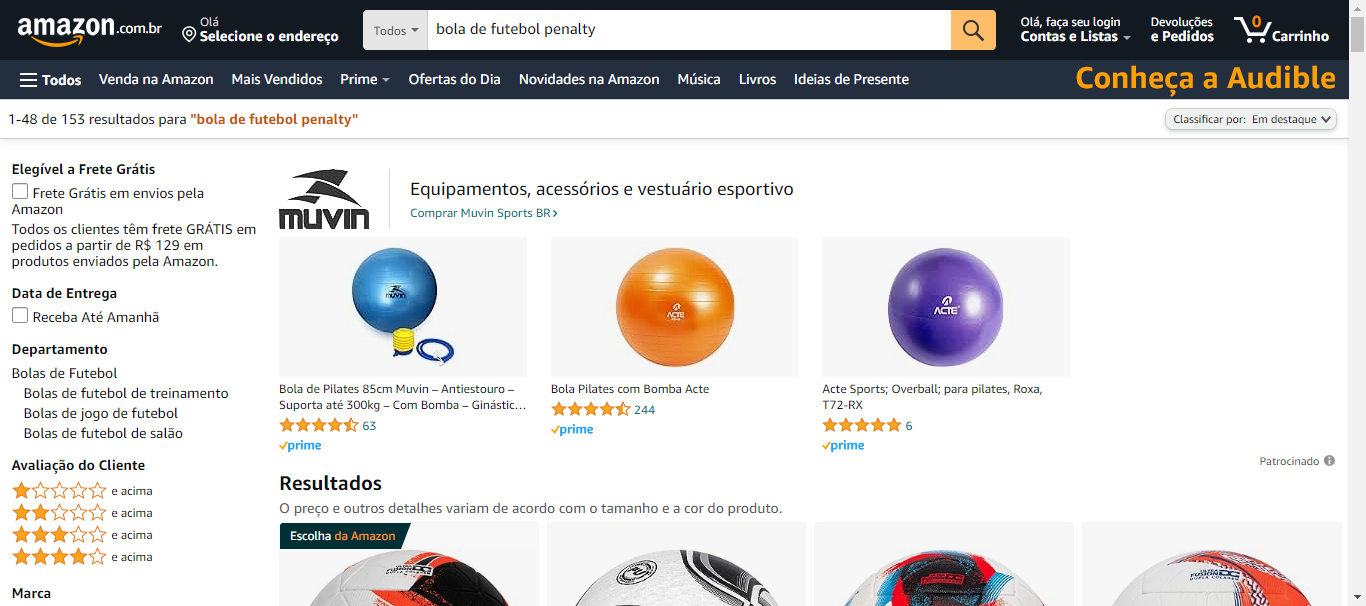 amazon.com.br
Olá
Selecione o endereço
Todos
bola de futebol penalty
Olá, faça seu login
Contas e Listas
Devoluções
e Pedidos
0
Carrinho
Todos
Venda na Amazon
Mais Vendidos
Prime
Ofertas do Dia
Novidades na Amazon
Música
Livros
Ideias de Presente
Conheça a Audible
1-48 de 153 resultados para "bola de futebol penalty"
Classificar por: Em destaque
Elegível a Frete Grátis
Frete Grátis em envios pela
Amazon
Todos os clientes têm frete GRÁTIS em
pedidos a partir de R$ 129 em
produtos enviados pela Amazon.
Data de Entrega
Receba Até Amanhã
Departamento
Bolas de Futebol
Bolas de futebol de treinamento
Bolas de jogo de futebol
Bolas de futebol de salão
Avaliação do Cliente
e acima
e acima
e acima
e acima
Marca
MUVIN
Equipamentos, acessórios e vestuário esportivo
Comprar Muvin Sports BR
MUVIN
Bola de Pilates 85cm Muvin – Antiestouro –
Suporta até 300kg – Com Bomba – Ginástic…
63
prime
ACTE
Bola Pilates com Bomba Acte
244
prime
ACTE
Acte Sports; Overball; para pilates, Roxa,
T72-RX
6
prime
Patrocinado
Resultados
O preço e outros detalhes variam de acordo com o tamanho e a cor do produto.
Escolha da Amazon